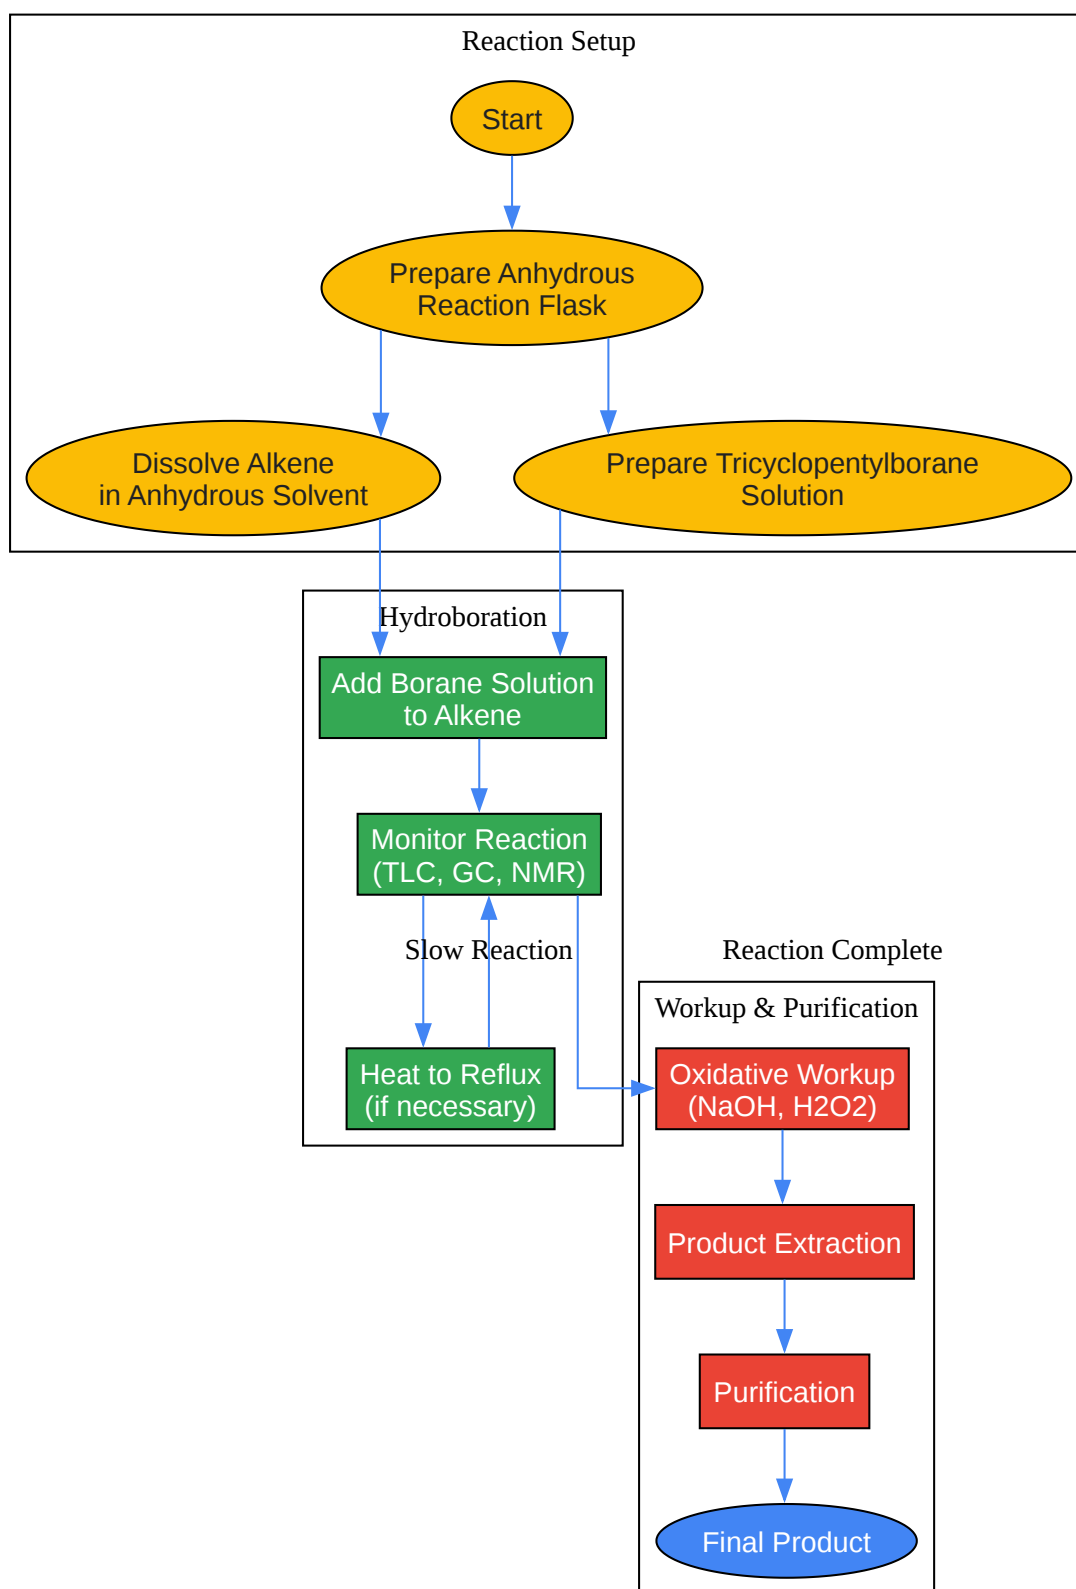 Reaction Setup
Start
Prepare Anhydrous
Reaction Flask
Dissolve Alkene
in Anhydrous Solvent
Prepare Tricyclopentylborane
Solution
Hydroboration
Add Borane Solution
to Alkene
Monitor Reaction
(TLC, GC, NMR)
Slow Reaction
Reaction Complete
Heat to Reflux
(if necessary)
Workup & Purification
Oxidative Workup
(NaOH, H2O2)
Product Extraction
Purification
Final Product